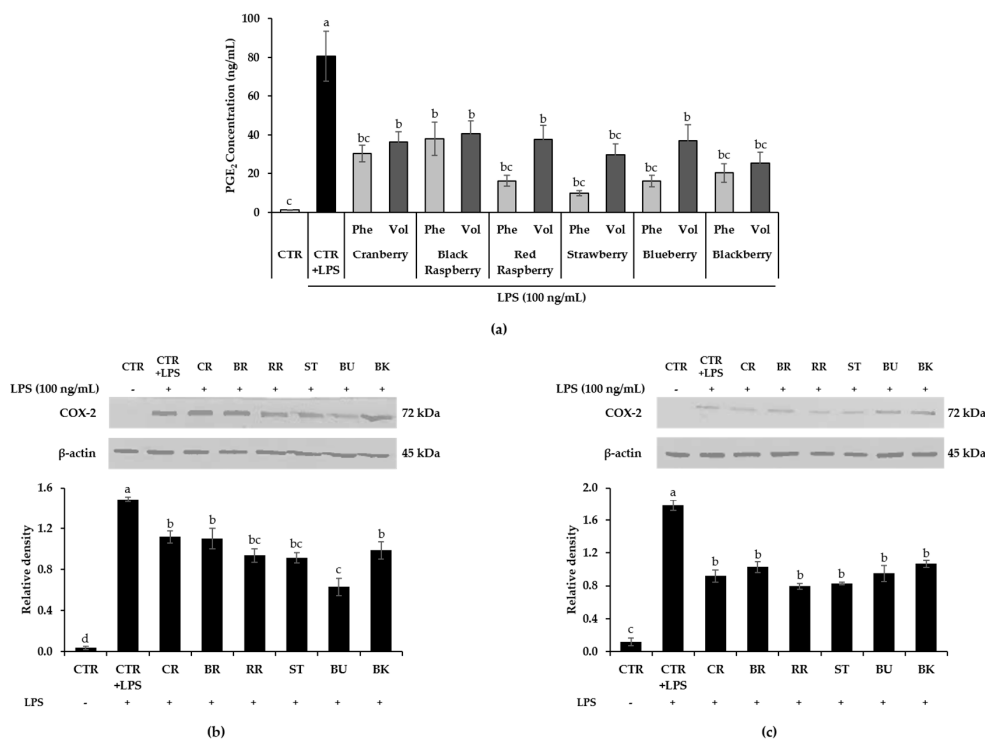 100
80
60
40
20
0
PGE₂ Concentration (ng/mL)
a
b b b b
bc b bc bc bc bc bc
c
Phe Vol Phe Vol Phe Vol Phe Vol Phe Vol Phe Vol
CTR
CTR
+LPS
Cranberry
Black
Raspberry
Red
Raspberry
Strawberry
Blueberry
Blackberry
LPS (100 ng/mL)
(a)
CTR CTR
+LPS CR BR RR ST BU BK
LPS (100 ng/mL) - + + + + + + +
COX-2 72 kDa
β-actin 45 kDa
1.6
1.2
0.8
0.4
0.0
Relative density
d a b b bc bc c b
CTR CTR
+LPS CR BR RR ST BU BK
LPS - + + + + + + +
(b)
CTR CTR
+LPS CR BR RR ST BU BK
LPS (100 ng/mL) - + + + + + + +
COX-2 72 kDa
β-actin 45 kDa
2.0
1.6
1.2
0.8
0.4
0.0
Relative density
c a b b b b b b
CTR CTR
+LPS CR BR RR ST BU BK
LPS - + + + + + + +
(c)